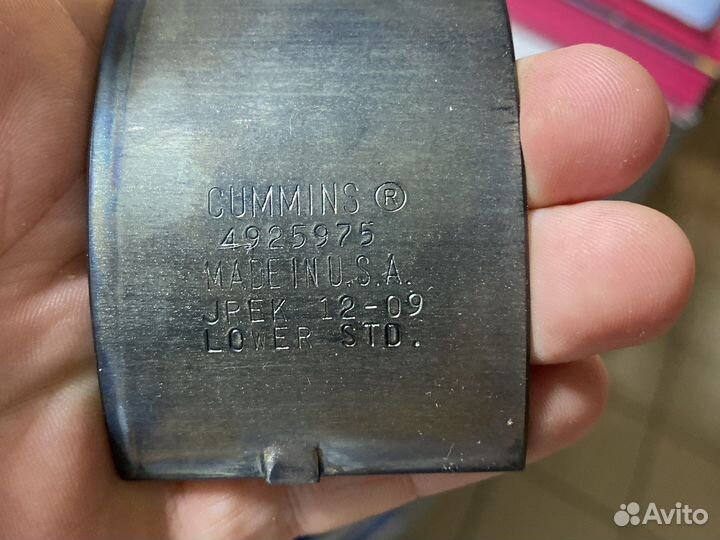 CUMMINS ®
4925975
MADE IN U.S.A.
JPEK 12-09
LOWER STD.
Avito